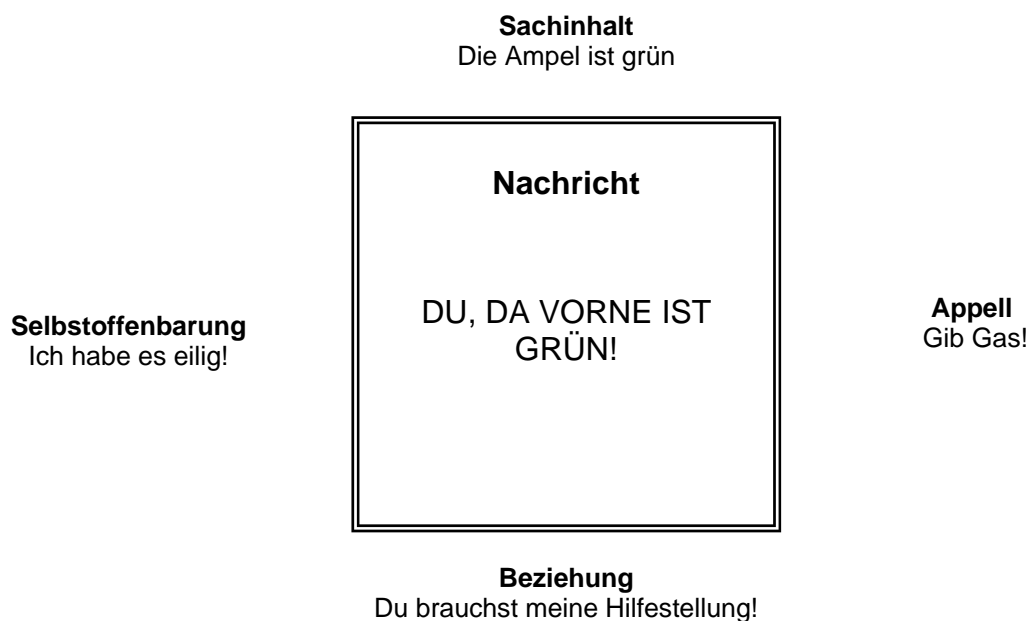 Sachinhalt
Die Ampel ist grün
Nachricht
DU, DA VORNE IST
GRÜN!
Selbstoffenbarung
Ich habe es eilig!
Appell
Gib Gas!
Beziehung
Du brauchst meine Hilfestellung!